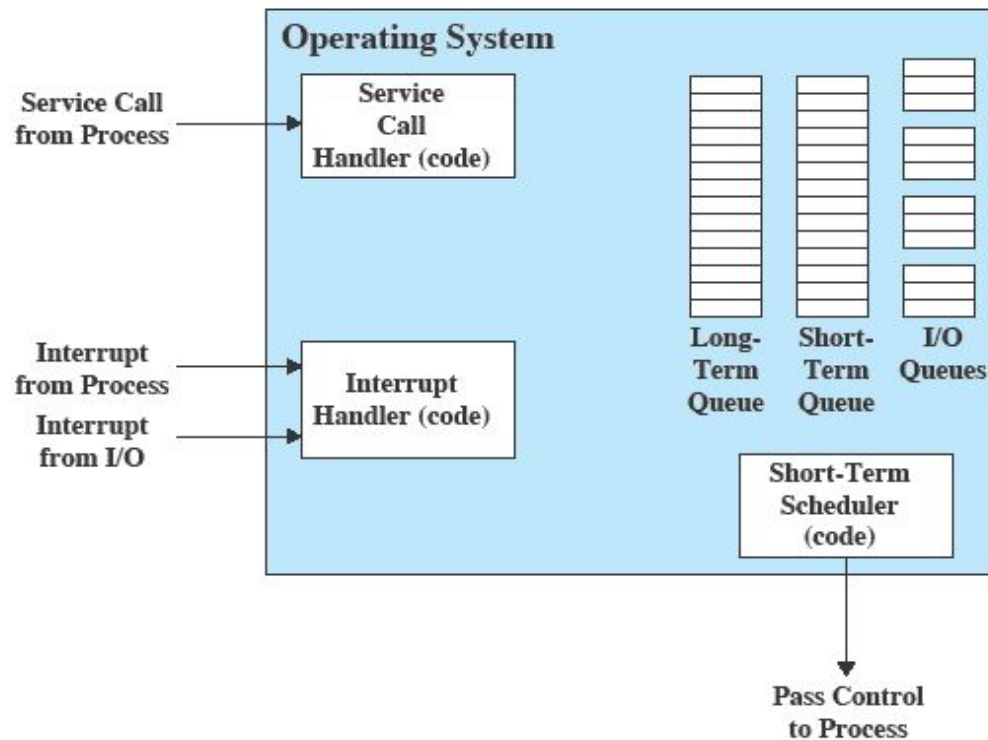 Operating System
Service Call
from Process
Service
Call
Handler (code)
Interrupt
from Process
Interrupt
from I/O
Interrupt
Handler (code)
Long-
Term
Queue
Short-
Term
Queue
I/O
Queues
Short-Term
Scheduler
(code)
Pass Control
to Process